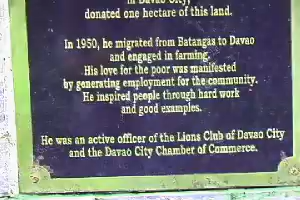 in Davao City,
donated one hectare of this land.
In 1950, he migrated from Batangas to Davao
and engaged in farming.
His love for the poor was manifested
by generating employment for the community.
He inspired people through hard work
and good examples.
He was an active officer of the Lions Club of Davao City
and the Davao City Chamber of Commerce.